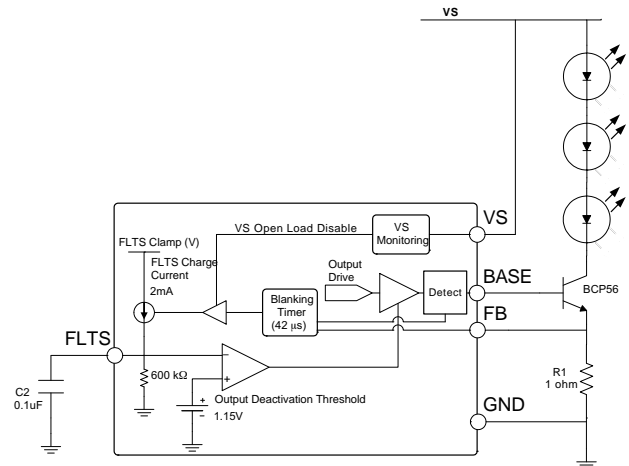 VS
VS
VS Open Load Disable
VS
Monitoring
FLTS Clamp (V)
FLTS Charge
Current
2mA
Output
Drive
BASE
Detect
BCP56
Blanking
Timer
(42 µs)
FB
FLTS
600 kΩ
−
+
R1
1 ohm
C2
0.1uF
+
−
Output Deactivation Threshold
1.15V
GND